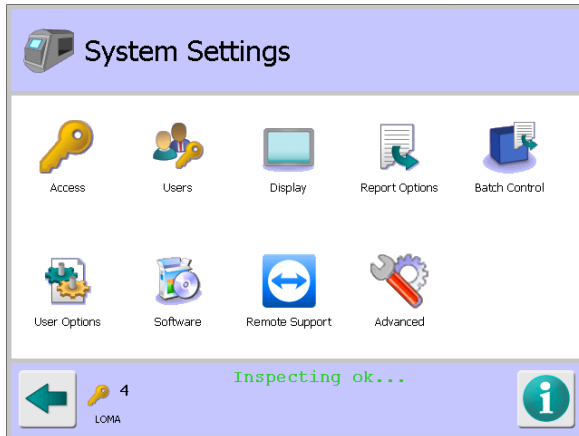 System Settings
Access
Users
Display
Report Options
Batch Control
User Options
Software
Remote Support
Advanced
Inspecting ok...
4
LOMA